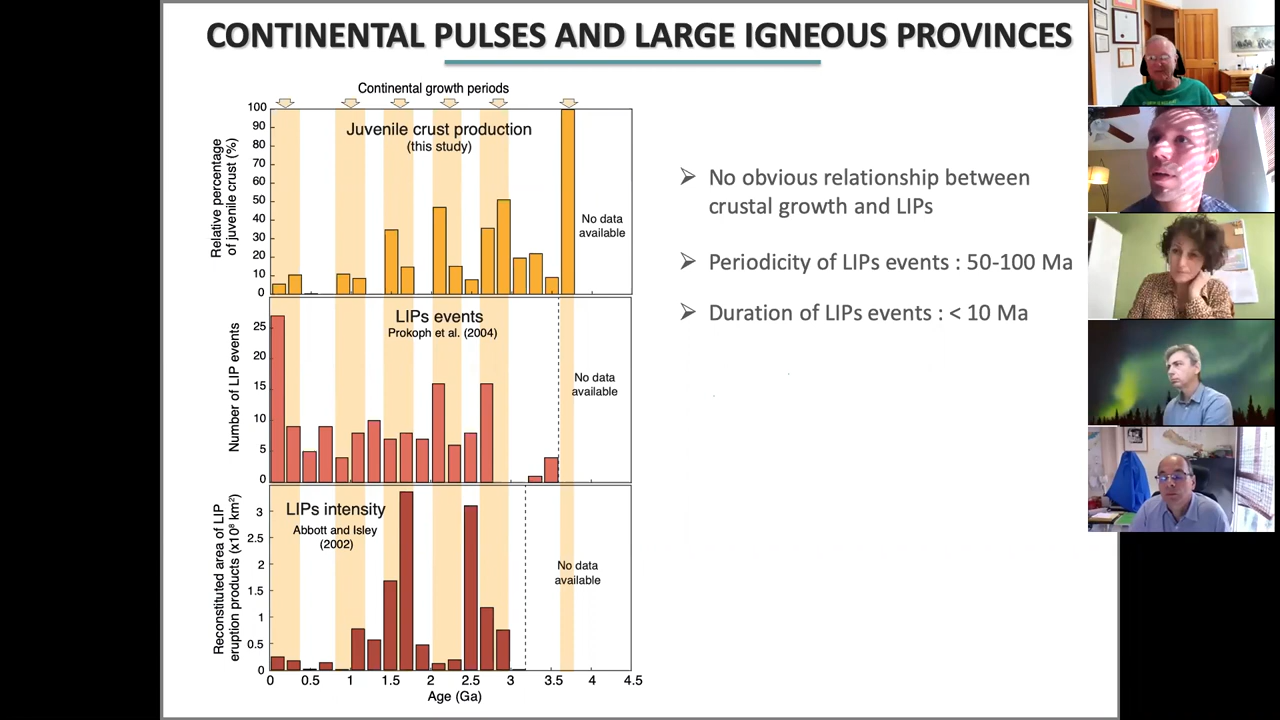 CONTINENTAL PULSES AND LARGE IGNEOUS PROVINCES
Continental growth periods
Relative percentage
of juvenile crust (%)
100
90
80
70
60
50
40
30
20
10
0
Juvenile crust production
(this study)
No data
available
Number of LIP events
25
20
15
10
5
0
LIPs events
Prokoph et al. (2004)
No data
available
Reconstituted area of LIP
eruption products (x10⁸ km²)
3
2.5
2
1.5
1
0.5
0
LIPs intensity
Abbott and Isley
(2002)
No data
available
0 0.5 1 1.5 2 2.5 3 3.5 4 4.5
Age (Ga)
➢ No obvious relationship between
crustal growth and LIPs
➢ Periodicity of LIPs events : 50-100 Ma
➢ Duration of LIPs events : < 10 Ma